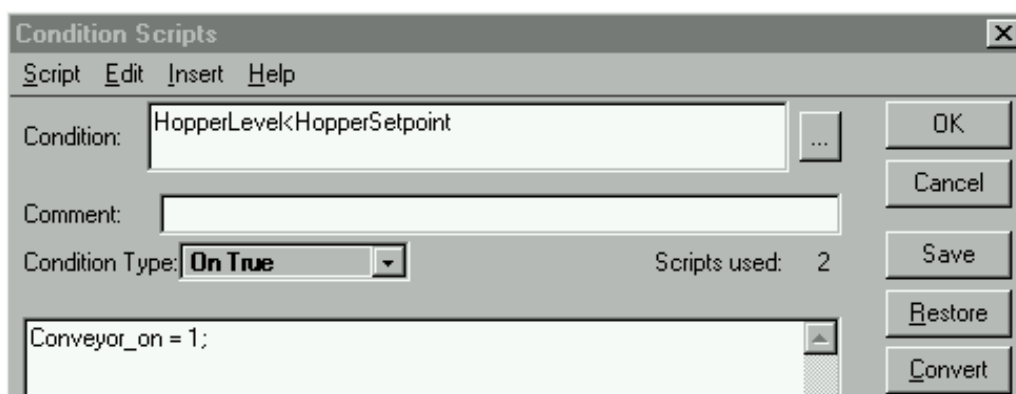 Condition Scripts
Script Edit Insert Help
Condition: HopperLevel<HopperSetpoint ... OK
Cancel
Comment:
Condition Type: On True Scripts used: 2 Save
Restore
Conveyor_on = 1;
Convert